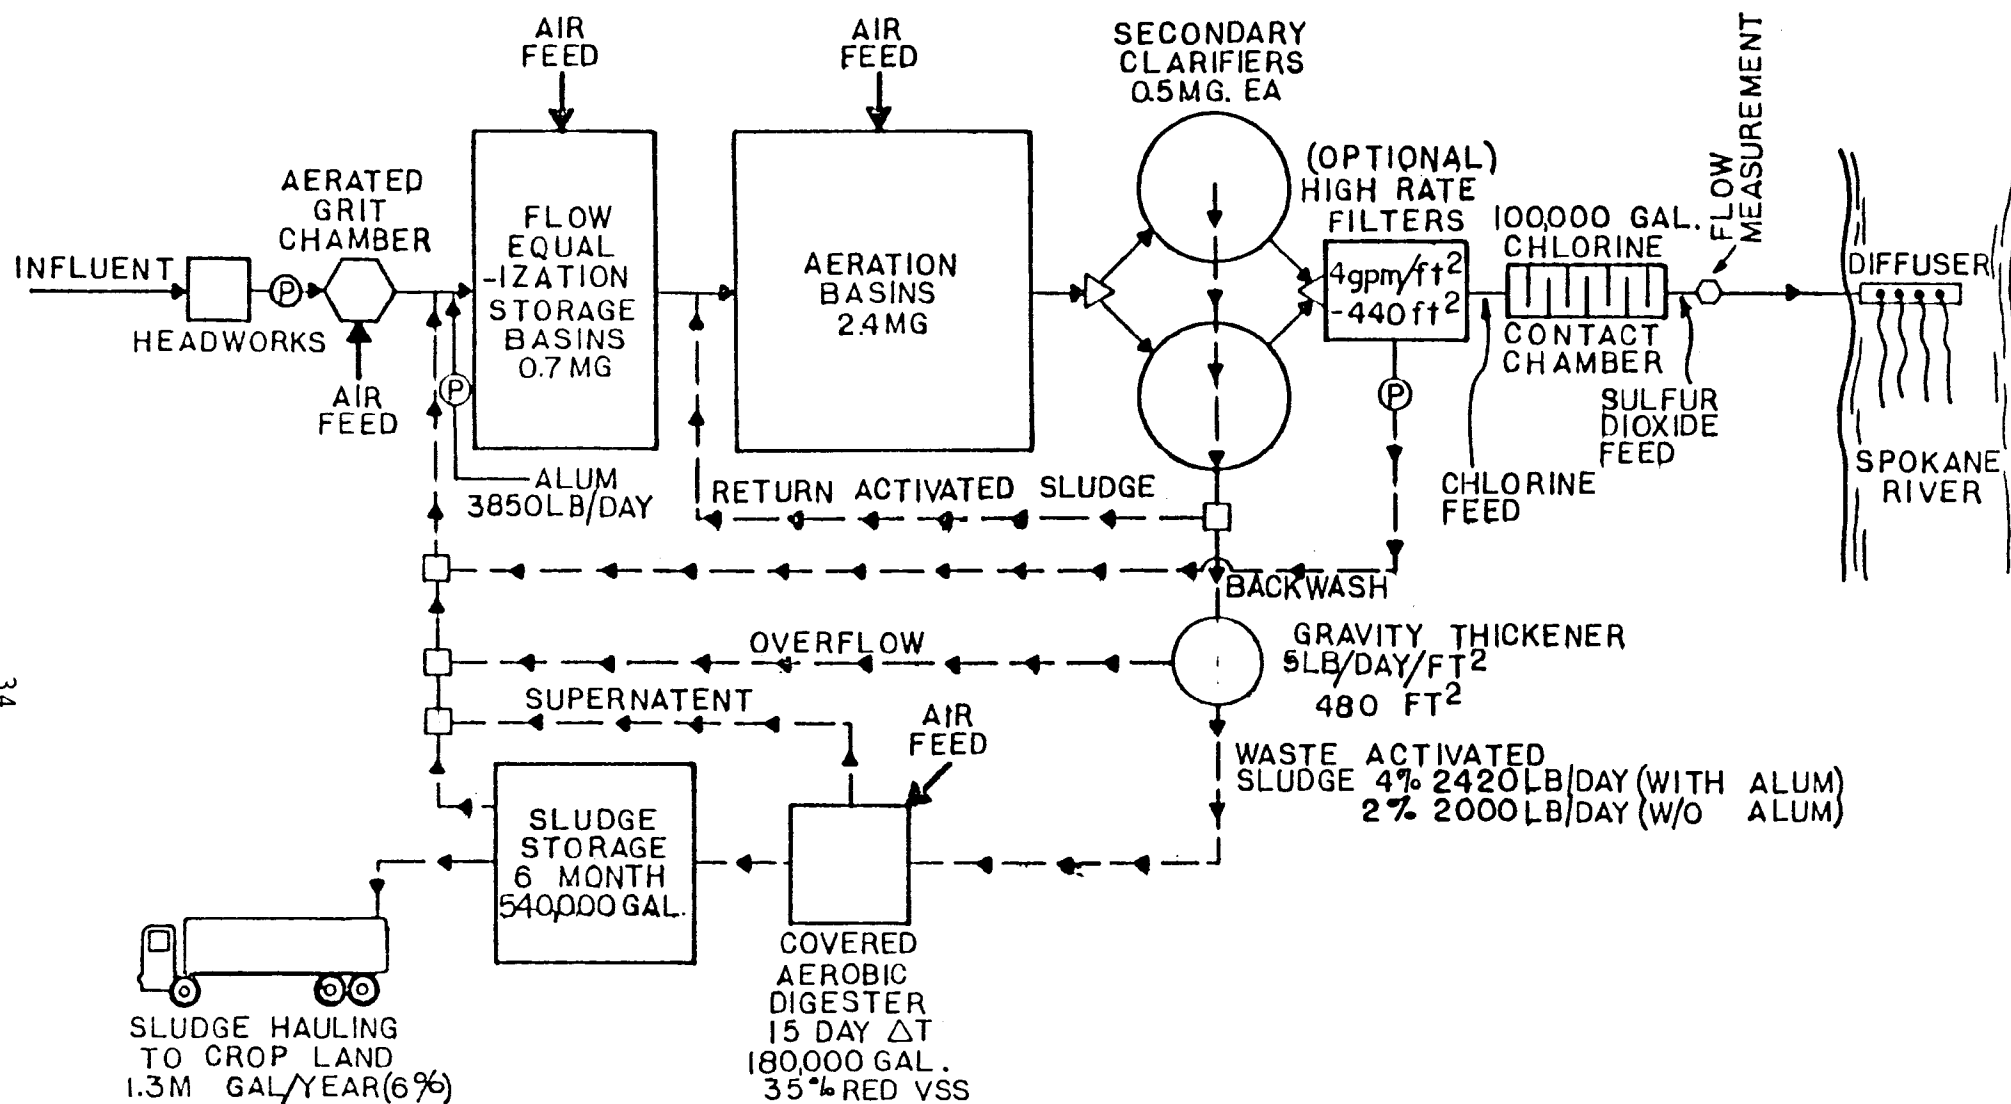 AIR
FEED
AIR
FEED
SECONDARY
CLARIFIERS
0.5MG. EA
FLOW
MEASUREMENT
(OPTIONAL)
HIGH RATE
FILTERS
4gpm/ft2
-440ft2
AERATED
GRIT
CHAMBER
INFLUENT
P
HEADWORKS
AIR
FEED
FLOW
EQUAL
-IZATION
STORAGE
BASINS
0.7 MG
P
ALUM
3850LB/DAY
AERATION
BASINS
2.4 MG
100,000 GAL.
CHLORINE
CONTACT
CHAMBER
P
CHLORINE
FEED
SULFUR
DIOXIDE
FEED
DIFFUSER
SPOKANE
RIVER
RETURN ACTIVATED SLUDGE
BACKWASH
OVERFLOW
GRAVITY THICKENER
5LB/DAY/FT2
480 FT2
SUPERNATENT
AIR
FEED
WASTE ACTIVATED
SLUDGE 4% 2420LB/DAY (WITH ALUM)
2% 2000LB/DAY (W/O ALUM)
SLUDGE
STORAGE
6 MONTH
540,000 GAL.
COVERED
AEROBIC
DIGESTER
15 DAY △T
180,000 GAL.
35% RED VSS
SLUDGE HAULING
TO CROP LAND
1.3M GAL/YEAR(6%)
34